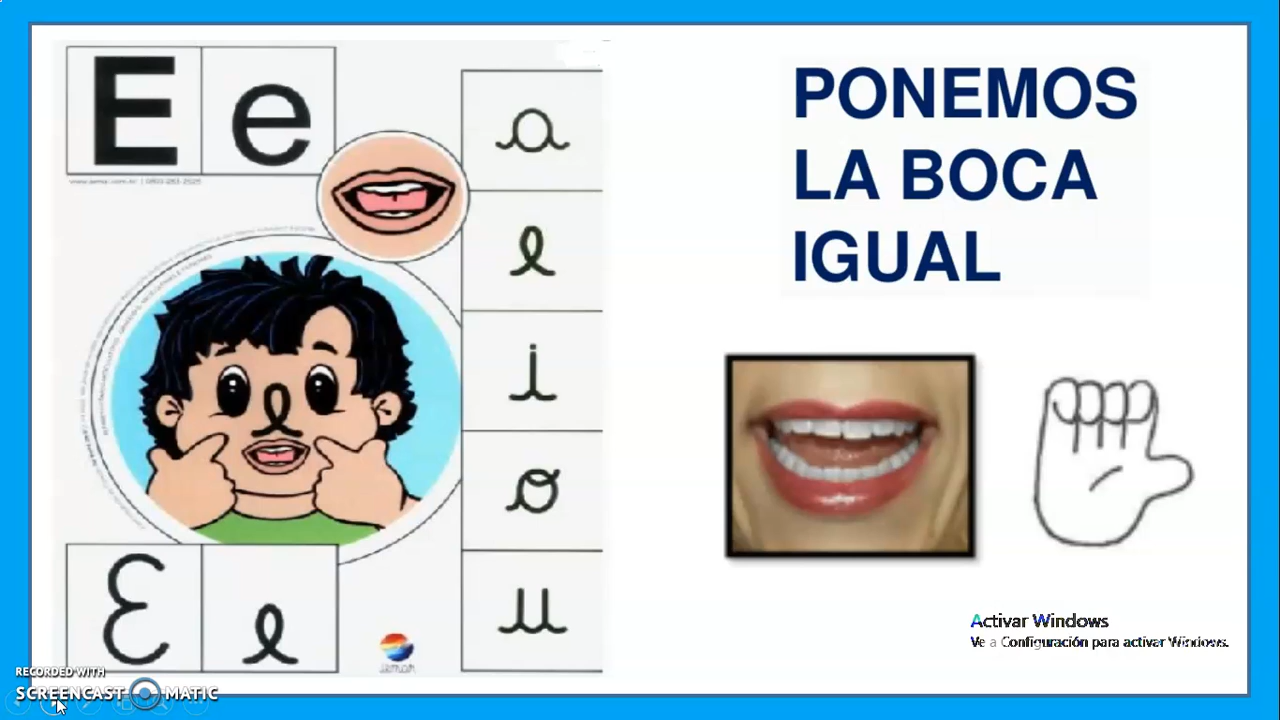 E e
a
e
i
o
u
Ɛ e
PONEMOS
LA BOCA
IGUAL
Activar Windows
Ve a Configuración para activar Windows.
RECORDED WITH
SCREENCAST MATIC